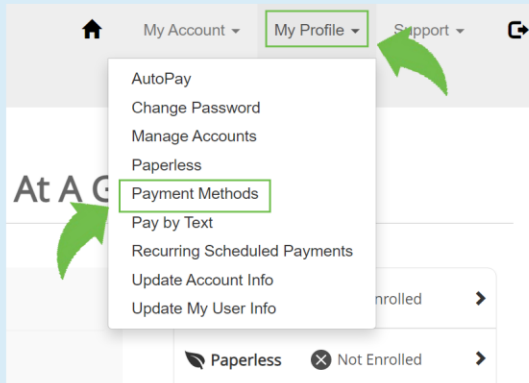 My Account My Profile Support
AutoPay
Change Password
Manage Accounts
Paperless
At A
Payment Methods
Pay by Text
Recurring Scheduled Payments
Update Account Info
Update My User Info
nrolled
Paperless Not Enrolled